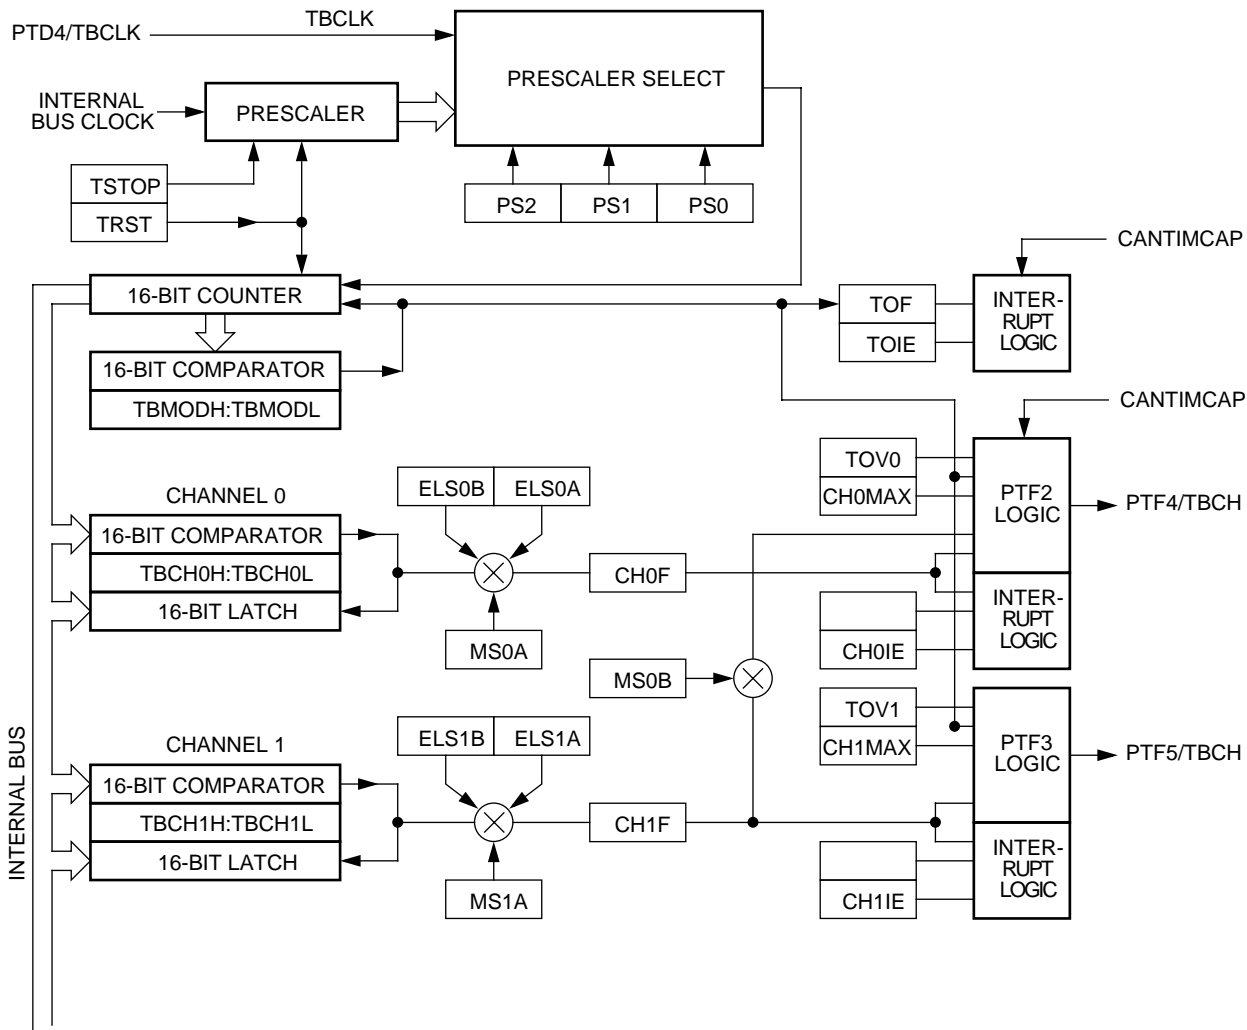 TBCLK
PTD4/TBCLK
PRESCALER SELECT
INTERNAL
BUS CLOCK
PRESCALER
TSTOP
TRST
PS2
PS1
PS0
CANTIMCAP
16-BIT COUNTER
TOF
TOIE
INTER-
RUPT
LOGIC
16-BIT COMPARATOR
TBMODH:TBMODL
CANTIMCAP
TOV0
CH0MAX
PTF2
LOGIC
PTF4/TBCH
CHANNEL 0
ELS0B
ELS0A
16-BIT COMPARATOR
TBCH0H:TBCH0L
16-BIT LATCH
CH0F
MS0A
INTER-
RUPT
LOGIC
CH0IE
MS0B
TOV1
CH1MAX
PTF3
LOGIC
PTF5/TBCH
INTERNAL BUS
CHANNEL 1
ELS1B
ELS1A
16-BIT COMPARATOR
TBCH1H:TBCH1L
16-BIT LATCH
CH1F
MS1A
INTER-
RUPT
LOGIC
CH1IE